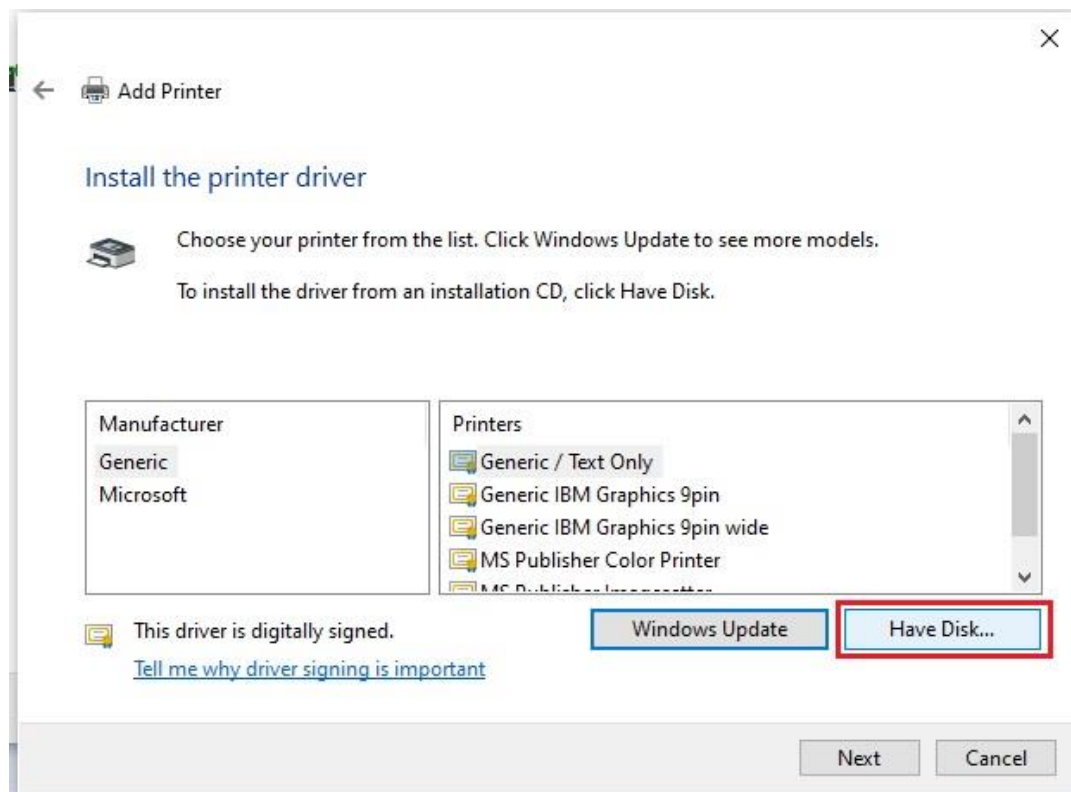 Add Printer
Install the printer driver
Choose your printer from the list. Click Windows Update to see more models.
To install the driver from an installation CD, click Have Disk.
Manufacturer
Generic
Microsoft
Printers
Generic / Text Only
Generic IBM Graphics 9pin
Generic IBM Graphics 9pin wide
MS Publisher Color Printer
MS Publisher
This driver is digitally signed.
Tell me why driver signing is important
Windows Update
Have Disk...
Next
Cancel